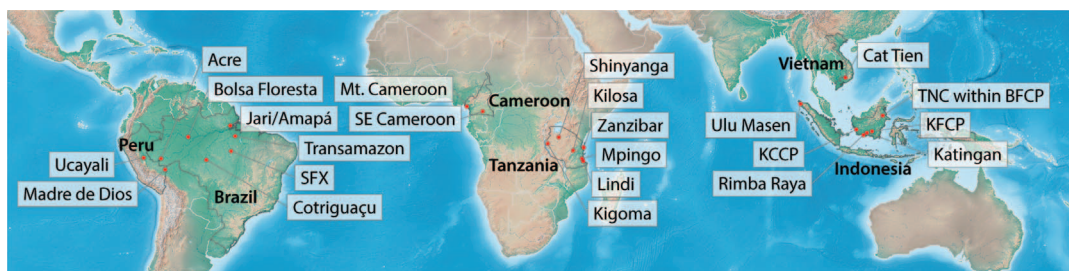 Acre
Bolsa Floresta
Jari/Amapá
Peru
Transamazon
Ucayali
SFX
Madre de Dios
Brazil
Cotriguaçu
Mt. Cameroon
Cameroon
SE Cameroon
Shinyanga
Kilosa
Zanzibar
Tanzania
Mpingo
Lindi
Kigoma
Vietnam
Cat Tien
TNC within BFCP
Ulu Masen
KFCP
KCCP
Katingan
Rimba Raya
Indonesia